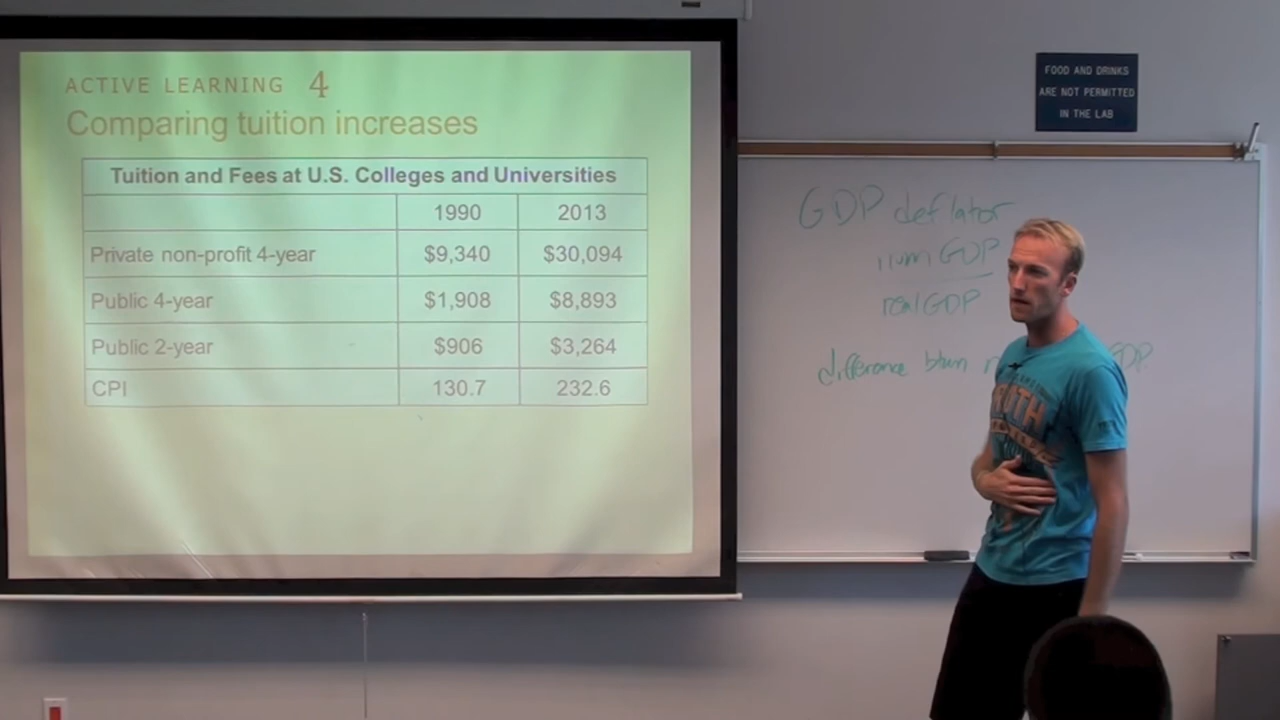 ACTIVE LEARNING 4
Comparing tuition increases
Tuition and Fees at U.S. Colleges and Universities
1990 2013
Private non-profit 4-year $9,340 $30,094
Public 4-year $1,908 $8,893
Public 2-year $906 $3,264
CPI 130.7 232.6
FOOD AND DRINKS
ARE NOT PERMITTED
IN THE LAB
GDP deflator
nom GDP
real GDP
difference btwn